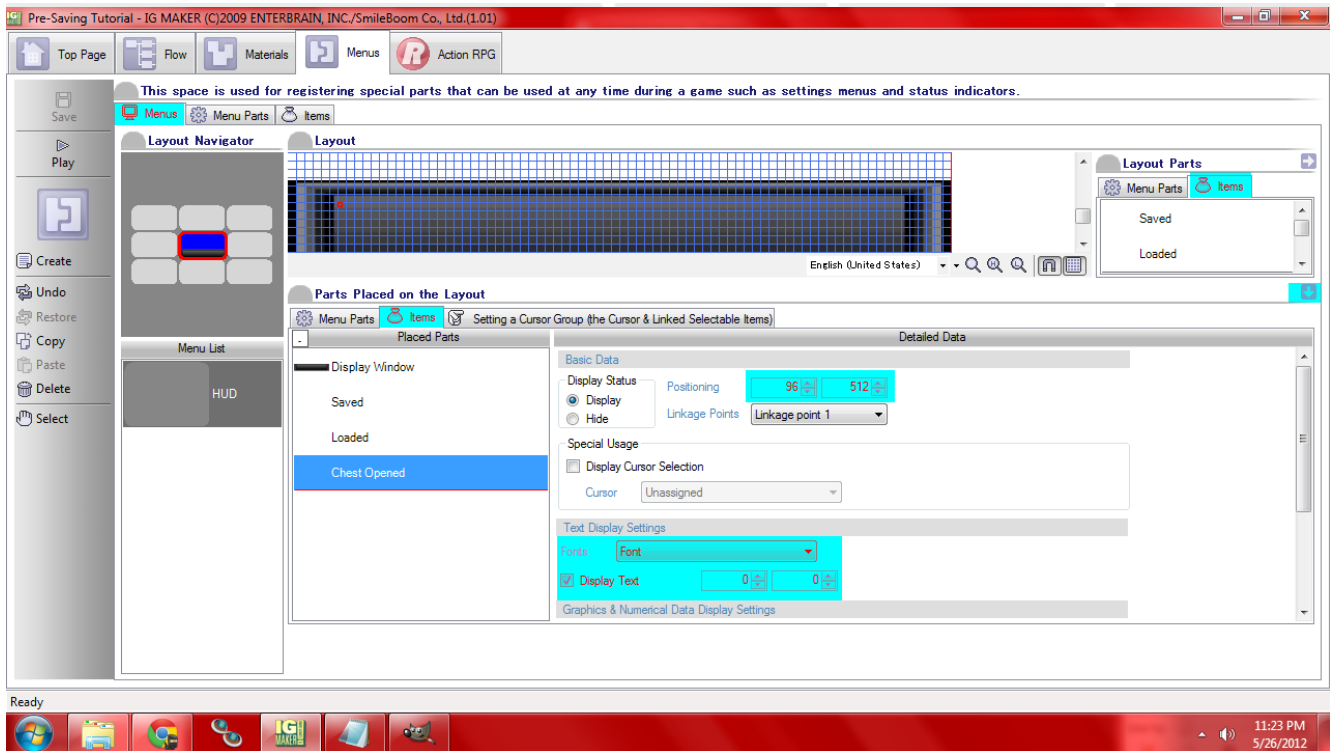 Pre-Saving Tutorial - IG MAKER (C)2009 ENTERBRAIN, INC./SmileBoom Co., Ltd.(1.01)
Top Page Flow Materials Menus Action RPG
This space is used for registering special parts that can be used at any time during a game such as settings menus and status indicators.
Save
Menus Menu Parts Items
Layout Navigator Layout
Play
Layout Parts
Menu Parts Items
Saved
Loaded
Create
English (United States)
Undo
Parts Placed on the Layout
Restore
Menu Parts Items Setting a Cursor Group (the Cursor & Linked Selectable Items)
Copy
Placed Parts Detailed Data
Menu List
Paste
Display Window
Basic Data
Delete
HUD
Display Status
Positioning 96 512
Saved
Display
Linkage Points Linkage point 1
Hide
Select
Loaded
Special Usage
Display Cursor Selection
Chest Opened
Cursor Unassigned
Text Display Settings
Fonts Font
Display Text 0 0
Graphics & Numerical Data Display Settings
Ready
IG
MAKER
11:23 PM
5/26/2012